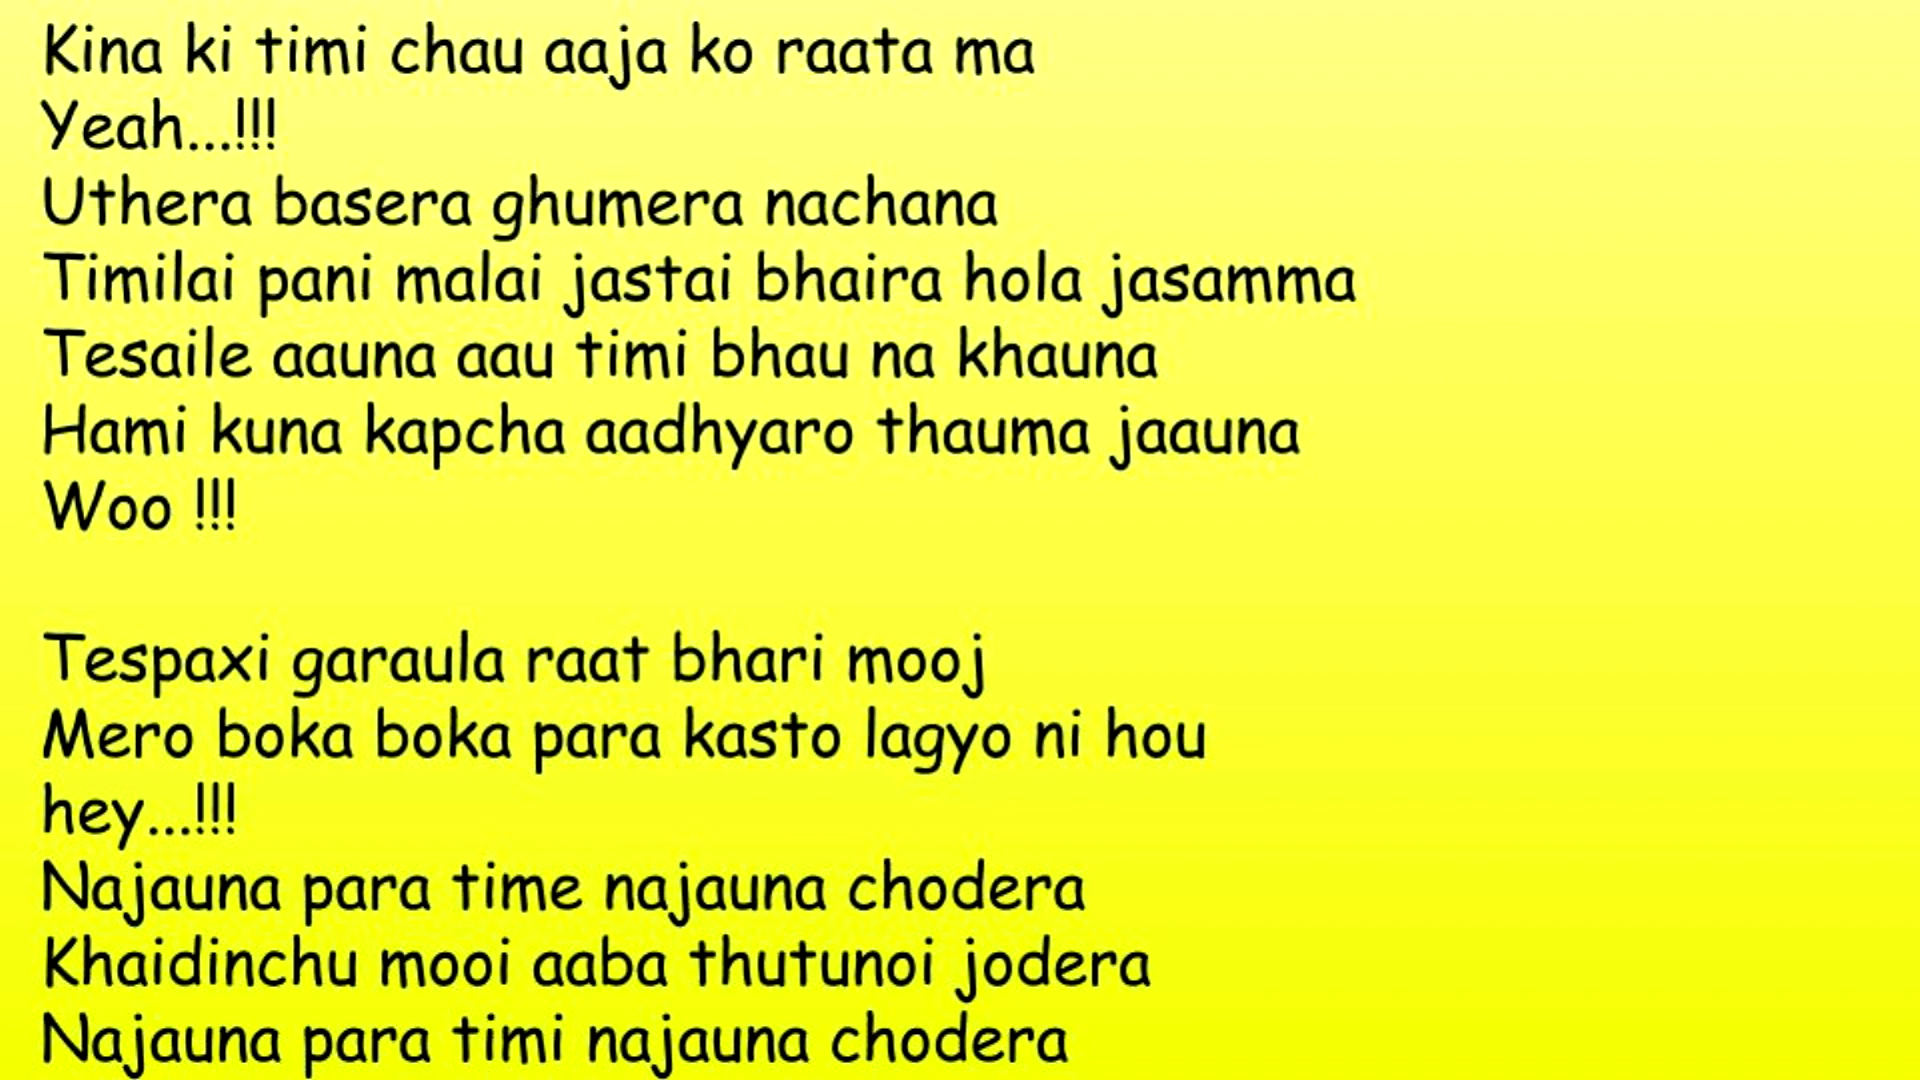 Kina ki timi chau aaja ko raata ma
Yeah...!!!
Uthera basera ghumera nachana
Timilai pani malai jastai bhaira hola jasamma
Tesaile aauna aau timi bhau na khauna
Hami kuna kapcha aadhyaro thauma jaauna
Woo !!!
Tespaxi garaula raat bhari mooj
Mero boka boka para kasto lagyo ni hou
hey...!!!
Najauna para time najauna chodera
Khaidinchu mooi aaba thutunoi jodera
Najauna para timi najauna chodera